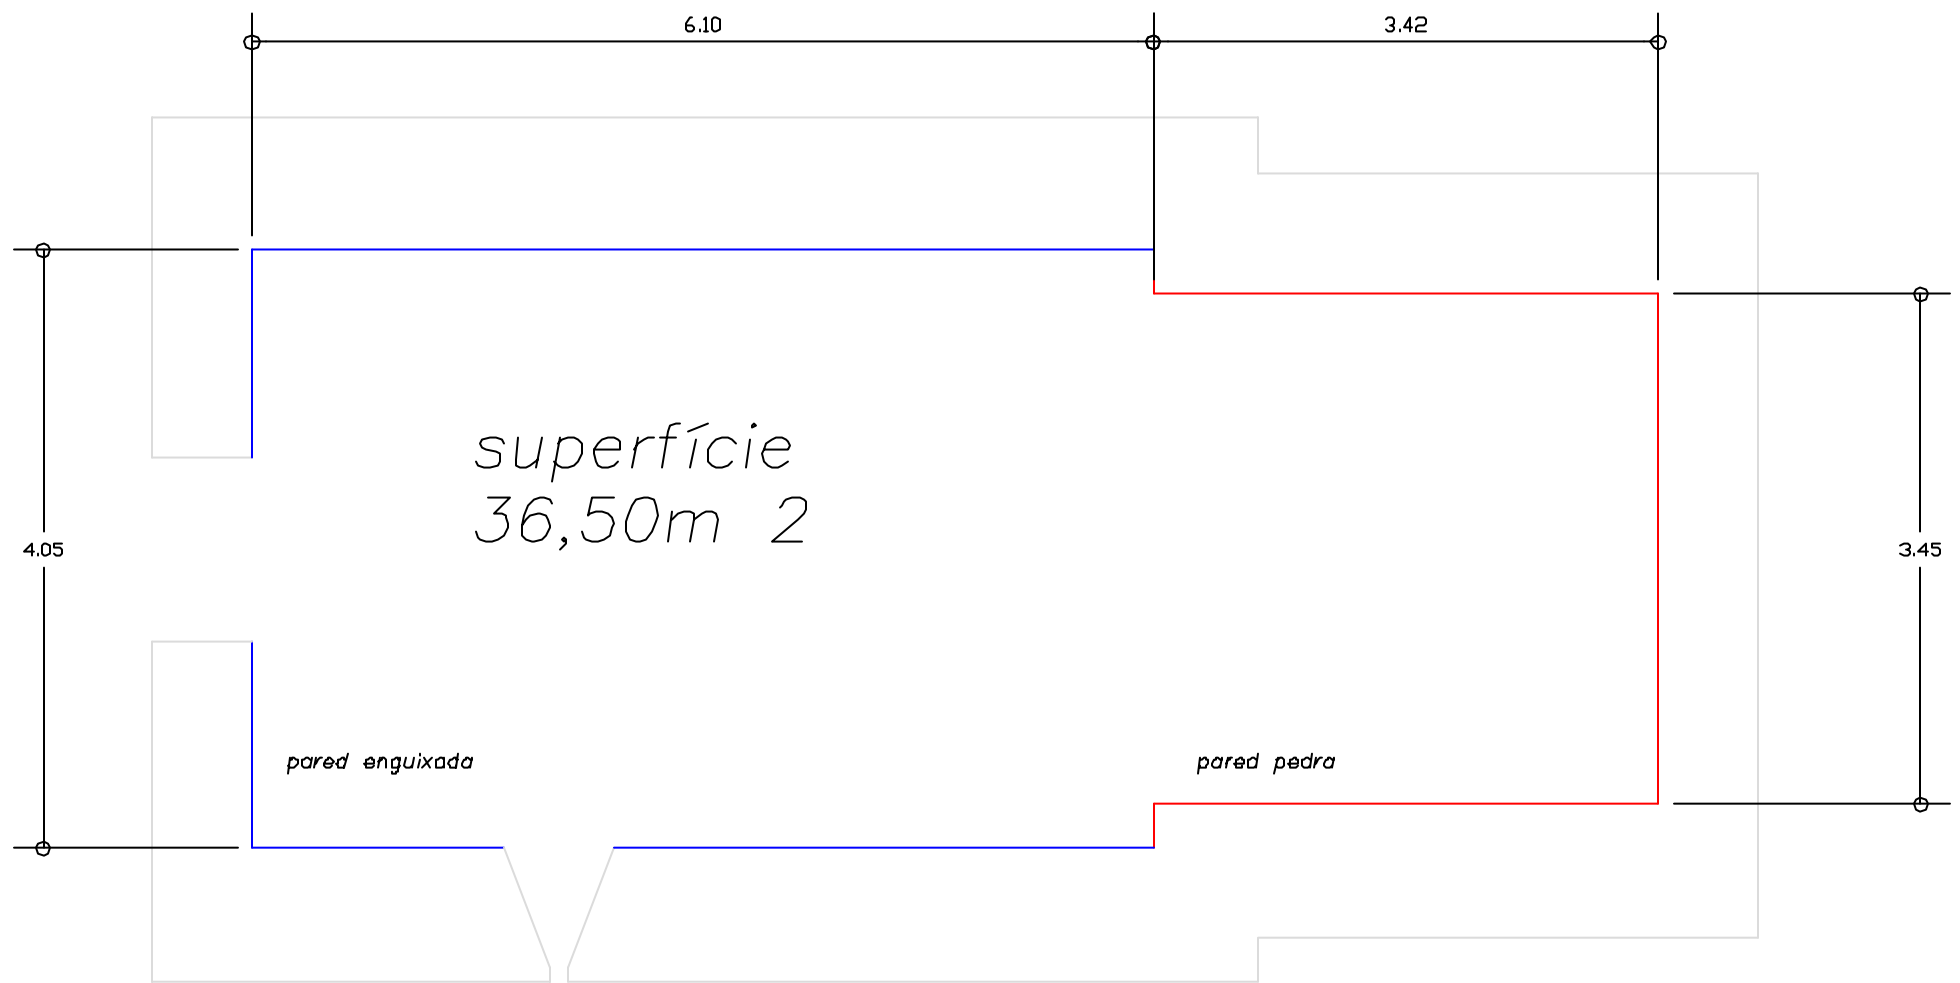 6.10
3.42
superfície
36,50m 2
4.05
3.45
pared enguixada
pared pedra